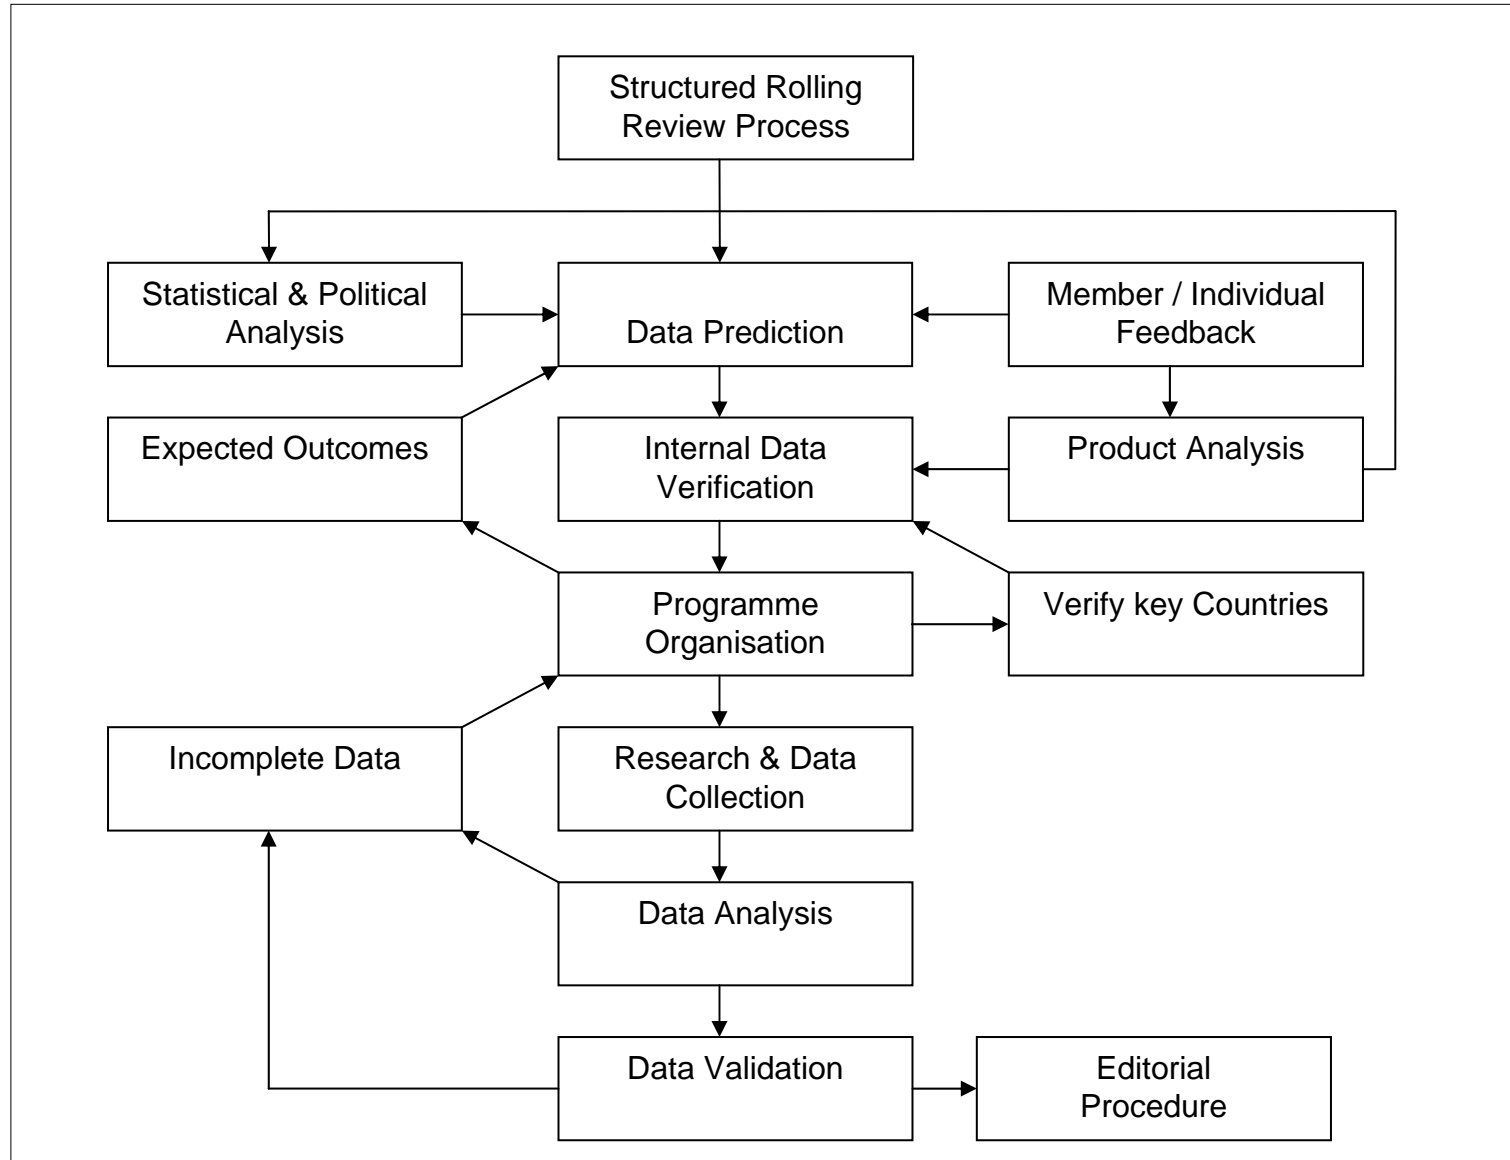 Structured Rolling
Review Process
Statistical & Political
Analysis
Data Prediction
Member / Individual
Feedback
Expected Outcomes
Internal Data
Verification
Product Analysis
Programme
Organisation
Verify key Countries
Incomplete Data
Research & Data
Collection
Data Analysis
Data Validation
Editorial
Procedure